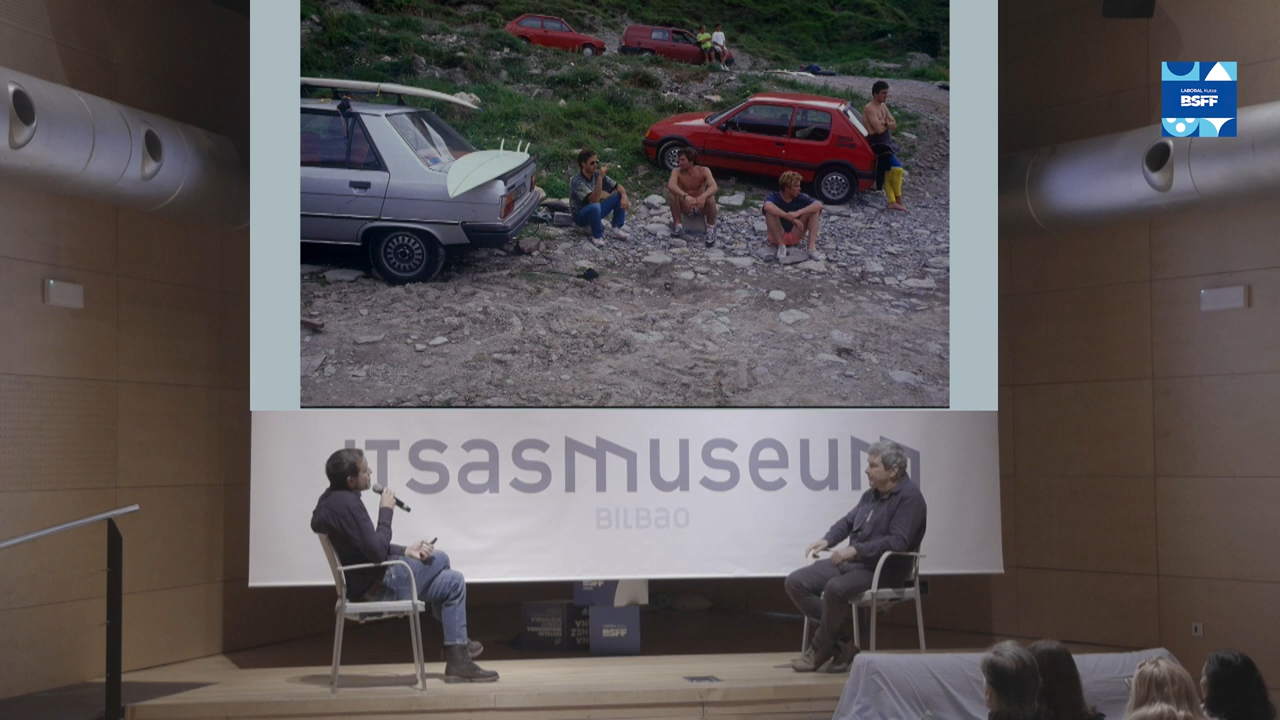 LABORAL Kutxa
BSFF
ITSASMUSEUM
BILBAO
BSFF
BSFF